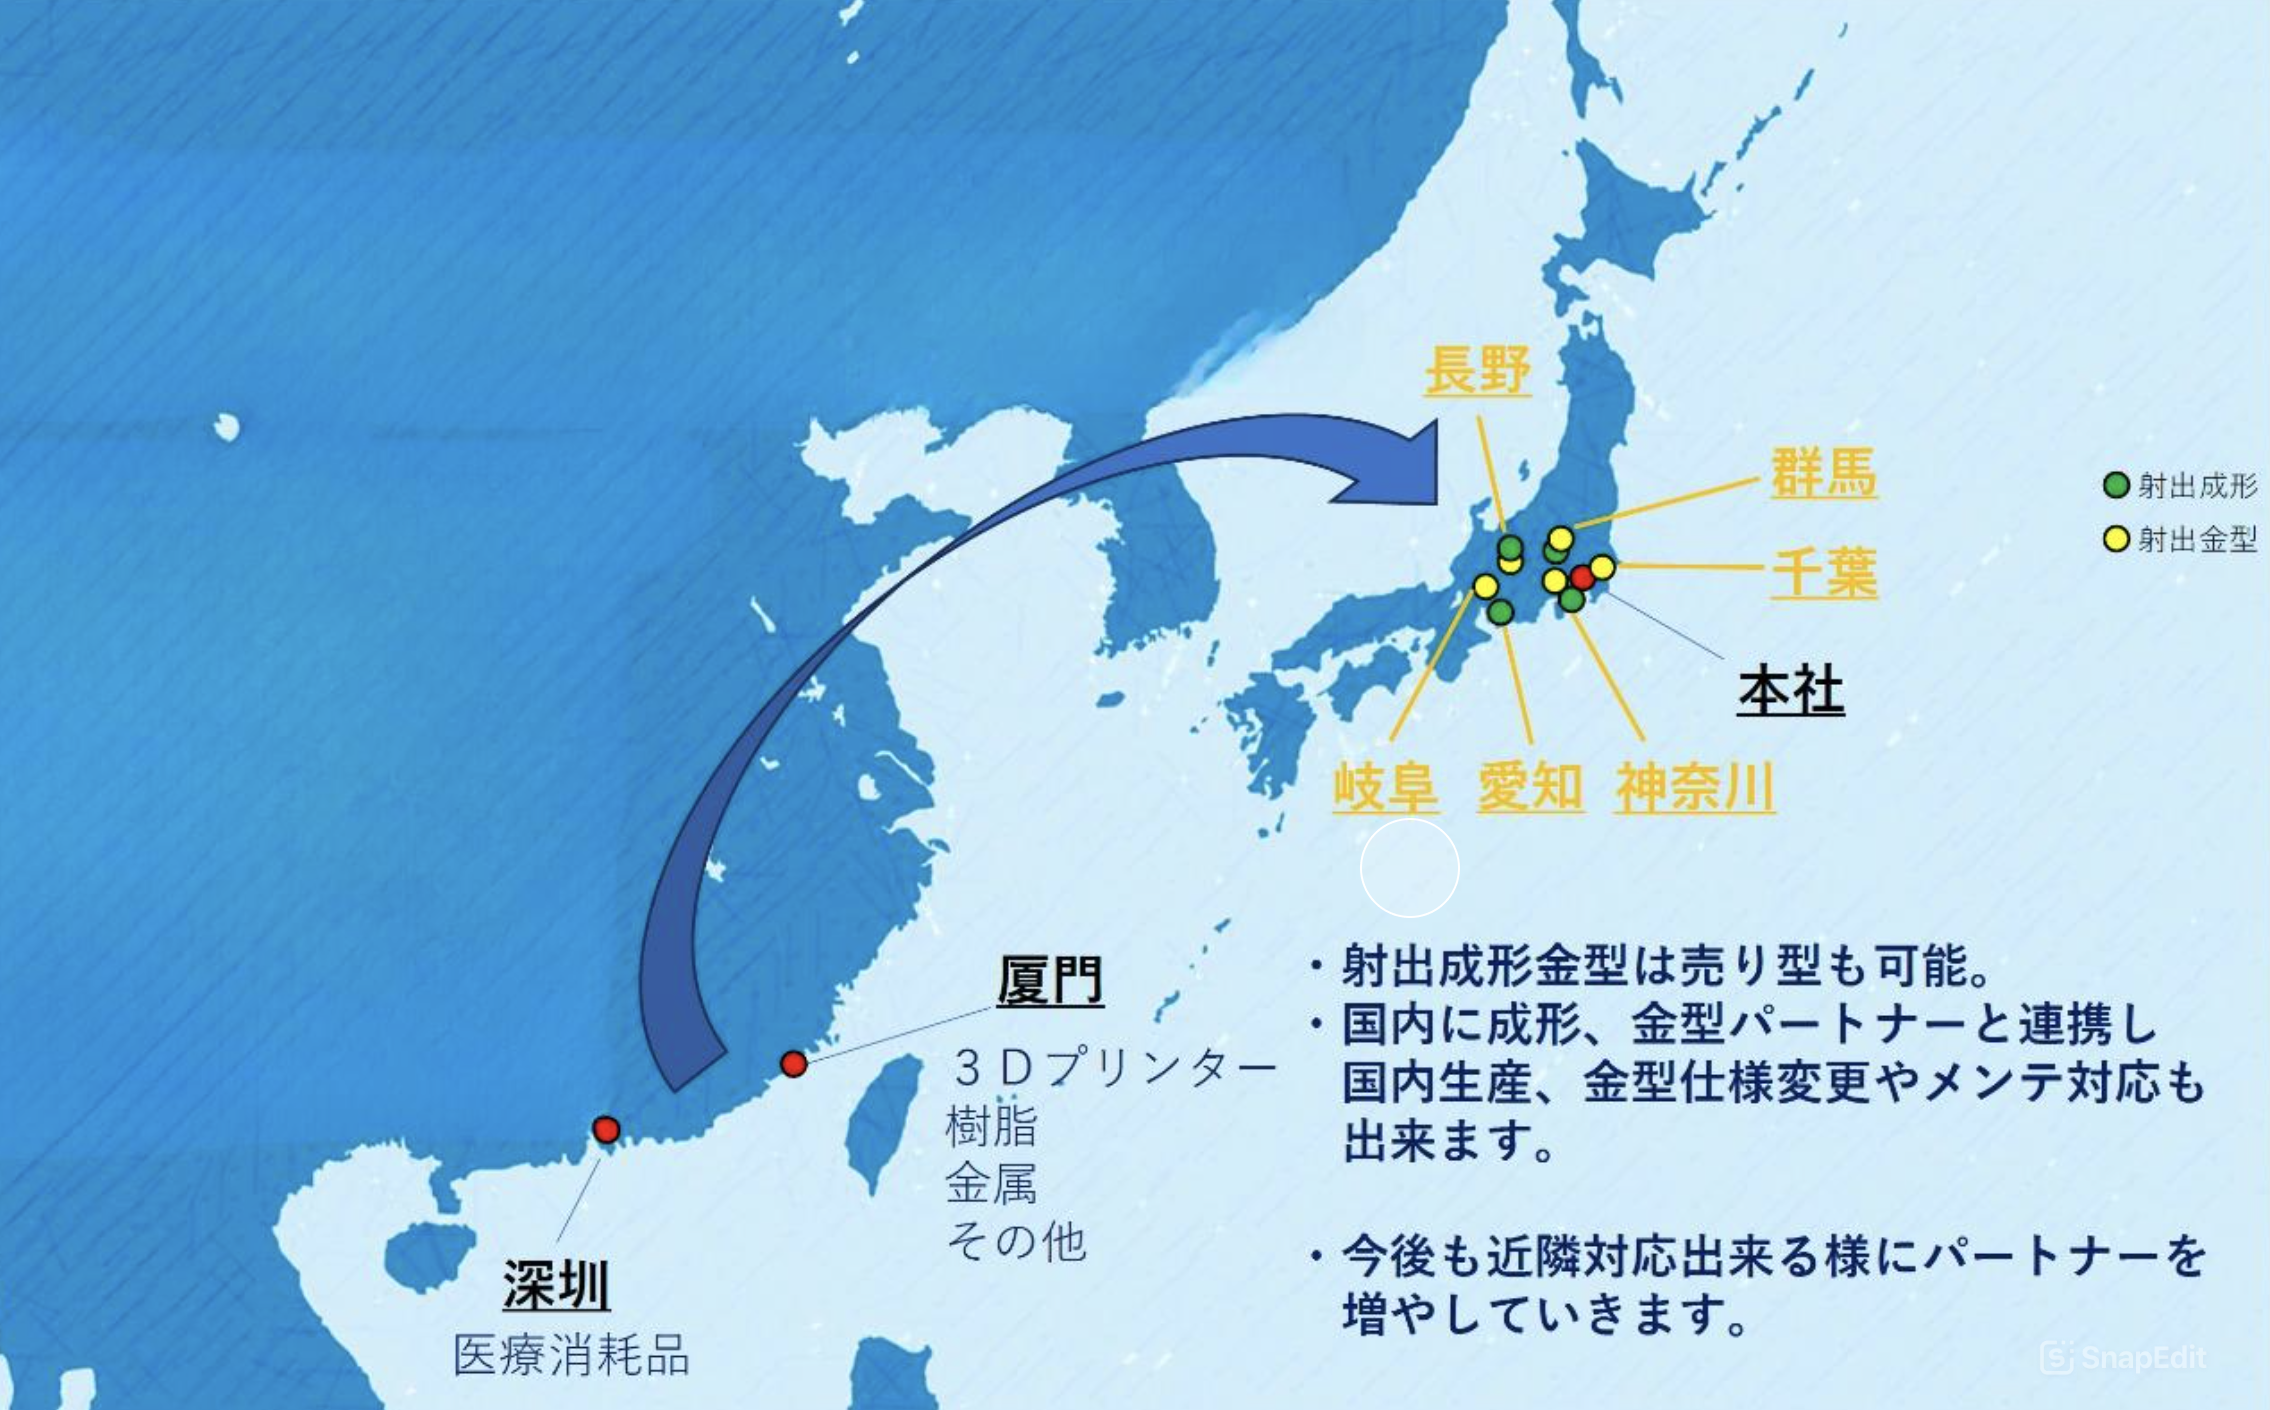 長野
群馬
千葉
本社
岐阜 愛知 神奈川
射出成形
射出金型
厦門
３Ｄプリンター
樹脂
金属
その他
深圳
医療消耗品
・射出成形金型は売り型も可能。
・国内に成形、金型パートナーと連携し
国内生産、金型仕様変更やメンテ対応も
出来ます。
・今後も近隣対応出来る様にパートナーを
増やしていきます。
SnapEdit